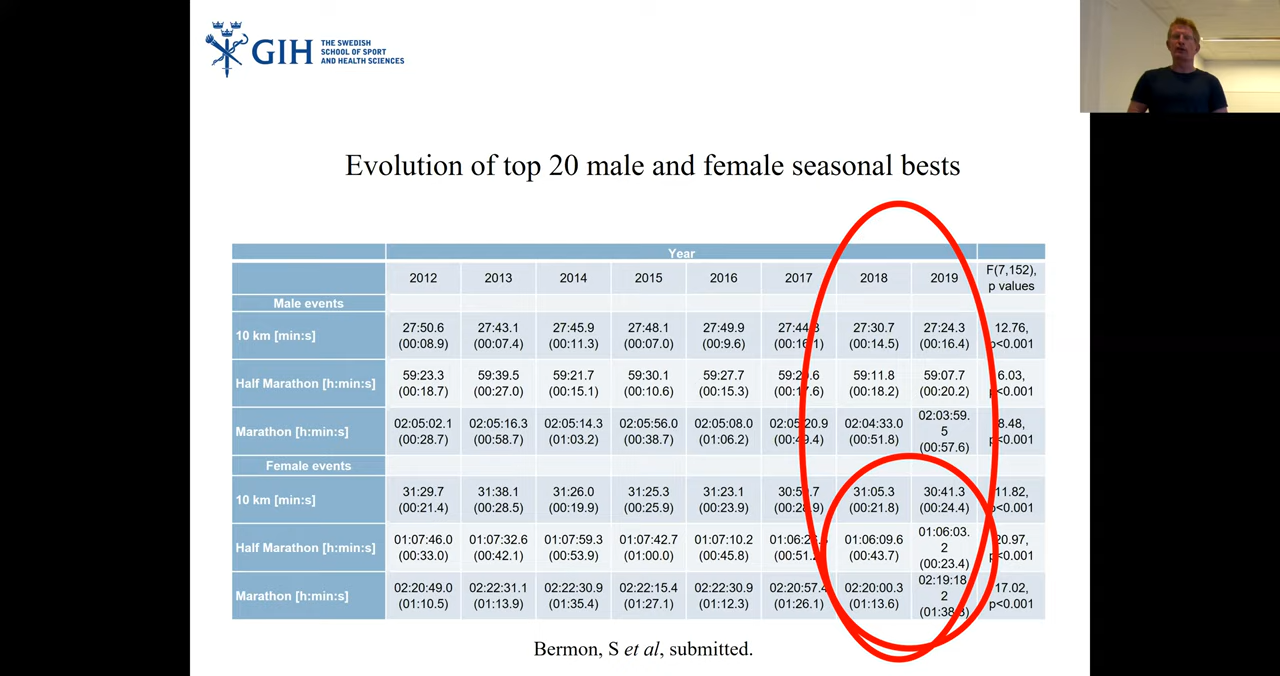 GIH
THE SWEDISH
SCHOOL OF SPORT
AND HEALTH SCIENCES
Evolution of top 20 male and female seasonal bests
Year
2012 2013 2014 2015 2016 2017 2018 2019 F(7,152), p values
Male events
10 km [min:s] 27:50.6 27:43.1 27:45.9 27:48.1 27:49.9 27:30.7 27:24.3 12.76,
(00:08.9) (00:07.4) (00:11.3) (00:07.0) (00:9.6) (00:14.5) (00:16.4) p<0.001
Half Marathon [h:min:s] 59:23.3 59:39.5 59:21.7 59:30.1 59:27.7 59:11.8 59:07.7 6.03,
(00:18.7) (00:27.0) (00:15.1) (00:10.6) (00:15.3) (00:18.2) (00:20.2) p<0.001
Marathon [h:min:s] 02:05:02.1 02:05:16.3 02:05:14.3 02:05:56.0 02:05:08.0 02:05:20.9 02:04:33.0 02:03:59.5
(00:28.7) (00:58.7) (01:03.2) (00:38.7) (01:06.2) (00:51.8) (00:57.6) p<0.001
Female events
10 km [min:s] 31:29.7 31:38.1 31:26.0 31:25.3 31:23.1 31:05.3 30:41.3 11.82,
(00:21.4) (00:28.5) (00:19.9) (00:25.9) (00:23.9) (00:21.8) (00:24.4) p<0.001
Half Marathon [h:min:s] 01:07:46.0 01:07:32.6 01:07:59.3 01:07:42.7 01:07:10.2 01:06:09.6 01:06:03.2 20.97,
(00:33.0) (00:42.1) (00:53.9) (01:00.0) (00:45.8) (00:43.7) (00:23.4) p<0.001
Marathon [h:min:s] 02:20:49.0 02:22:31.1 02:22:30.9 02:22:15.4 02:22:30.9 02:20:57.4 02:20:00.3 02:19:18.2 17.02,
(01:10.5) (01:13.9) (01:35.4) (01:27.1) (01:12.3) (01:26.1) (01:13.6) p<0.001
Bermon, S et al, submitted.